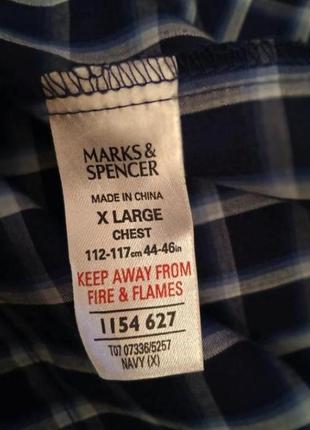 MARKS &
SPENCER
MADE IN CHINA
X LARGE
CHEST
112-117cm 44-46in
KEEP AWAY FROM
FIRE & FLAMES
1154 627
T07 07336/5257
NAVY (X)